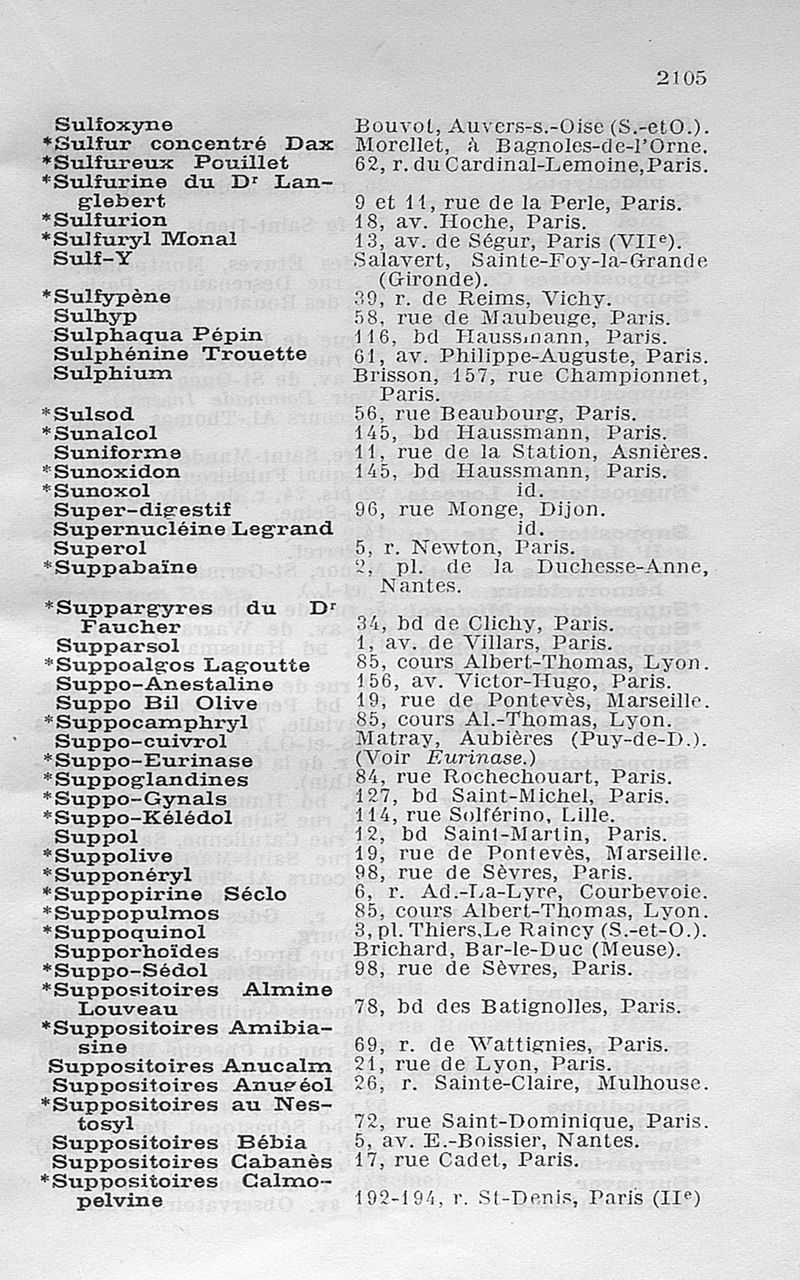 2105
Sulfoxyne Bouvot, Auvers-s.-Oise (S.-etO.).
*Sulfur concentré Dax Morellet, à Bagnoles-de-l'Orne.
*Sulfureux Pouillet 62, r. du Cardinal-Lemoine, Paris.
*Sulfurine du Dr Lan-
glebert 9 et 11, rue de la Perle, Paris.
*Sulfurion 18, av. Hoche, Paris.
*Sulfuryl Monal 13, av. de Ségur, Paris (VIIe).
Sulf-Y Salavert, Sainte-Foy-la-Grande
(Gironde).
*Sulfypène 39, r. de Reims, Vichy.
Sulhyp 58, rue de Maubeuge, Paris.
Sulphaqua Pépin 116, bd Haussmann, Paris.
Sulphénine Trouette 61, av. Philippe-Auguste, Paris.
Sulphium Brisson, 157, rue Championnet,
Paris.
*Sulsod 56, rue Beaubourg, Paris.
*Sunalcol 145, bd Haussmann, Paris.
Suniforme 11, rue de la Station, Asnières.
*Sunoxidon 145, bd Haussmann, Paris.
*Sunoxol id.
Super-digestif 96, rue Monge, Dijon.
Supernucléine Legrand id.
Superol 5, r. Newton, Paris.
*Suppabaïne 2, pl. de la Duchesse-Anne,
Nantes.
*Suppargyres du Dr
Faucher 34, bd de Clichy, Paris.
Supparsol 1, av. de Villars, Paris.
*Suppoalgos Lagoutte 85, cours Albert-Thomas, Lyon.
Suppo-Anestaline 156, av. Victor-Hugo, Paris.
Suppo Bil Olive 19, rue de Pontevès, Marseille.
*Suppocamphryl 85, cours Al.-Thomas, Lyon.
Suppo-cuivrol Matray, Aubières (Puy-de-D.).
*Suppo-Eurinase (Voir Eurinase.)
*Suppoglandines 84, rue Rochechouart, Paris.
*Suppo-Gynals 127, bd Saint-Michel, Paris.
*Suppo-Kélédol 114, rue Solférino, Lille.
Suppol 12, bd Saint-Martin, Paris.
*Suppolive 19, rue de Pontevès, Marseille.
*Supponéryl 98, rue de Sèvres, Paris.
*Suppopirine Séclo 6, r. Ad.-La-Lyre, Courbevoie.
*Suppopulmos 85, cours Albert-Thomas, Lyon.
*Suppoquinol 3, pl. Thiers, Le Raincy (S.-et-O.).
Supporhoïdes Brichard, Bar-le-Duc (Meuse).
*Suppo-Sédol 98, rue de Sèvres, Paris.
*Suppositoires Almine
Louveau 78, bd des Batignolles, Paris.
*Suppositoires Amibia-
sine 69, r. de Wattignies, Paris.
Suppositoires Anucalm 21, rue de Lyon, Paris.
Suppositoires Anugéol 26, r. Sainte-Claire, Mulhouse.
*Suppositoires au Nes-
tosyl 72, rue Saint-Dominique, Paris.
Suppositoires Bébia 5, av. E.-Boissier, Nantes.
Suppositoires Cabanès 17, rue Cadet, Paris.
*Suppositoires Calmo-
pelvine 192-194, r. St-Denis, Paris (IIe)